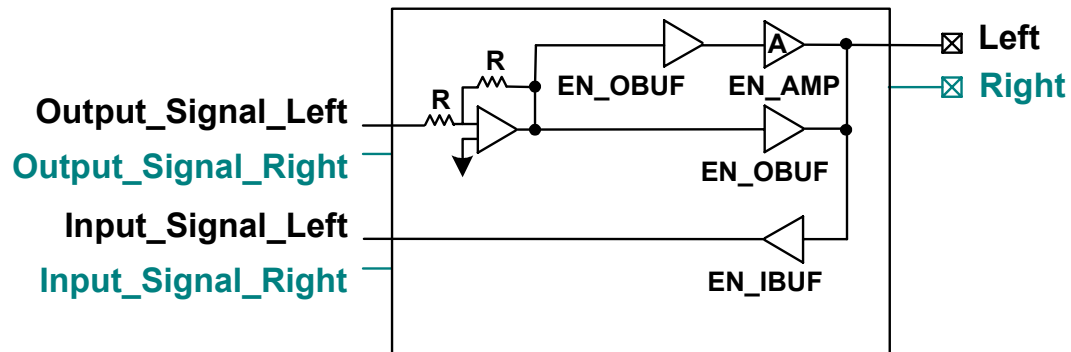 R
R
A
EN_OBUF
EN_AMP
Left
Right
Output_Signal_Left
Output_Signal_Right
EN_OBUF
Input_Signal_Left
Input_Signal_Right
EN_IBUF